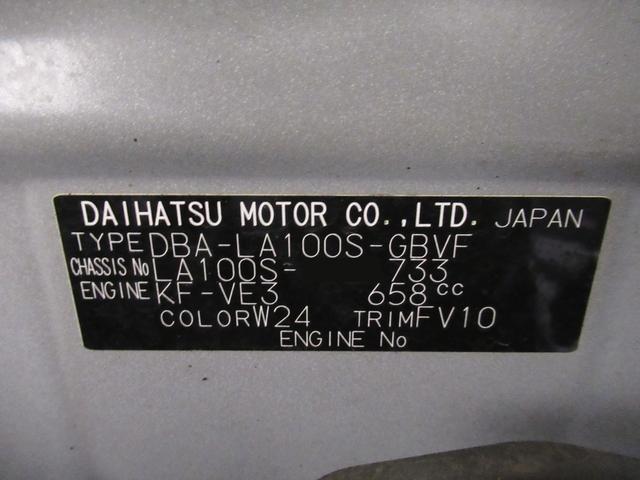 DAIHATSU MOTOR CO.,LTD. JAPAN
TYPE DBA-LA100S-GBVF
CHASSIS No LA100S- 733
ENGINE KF-VE3 658cc
COLOR W24 TRIM FV10
ENGINE No